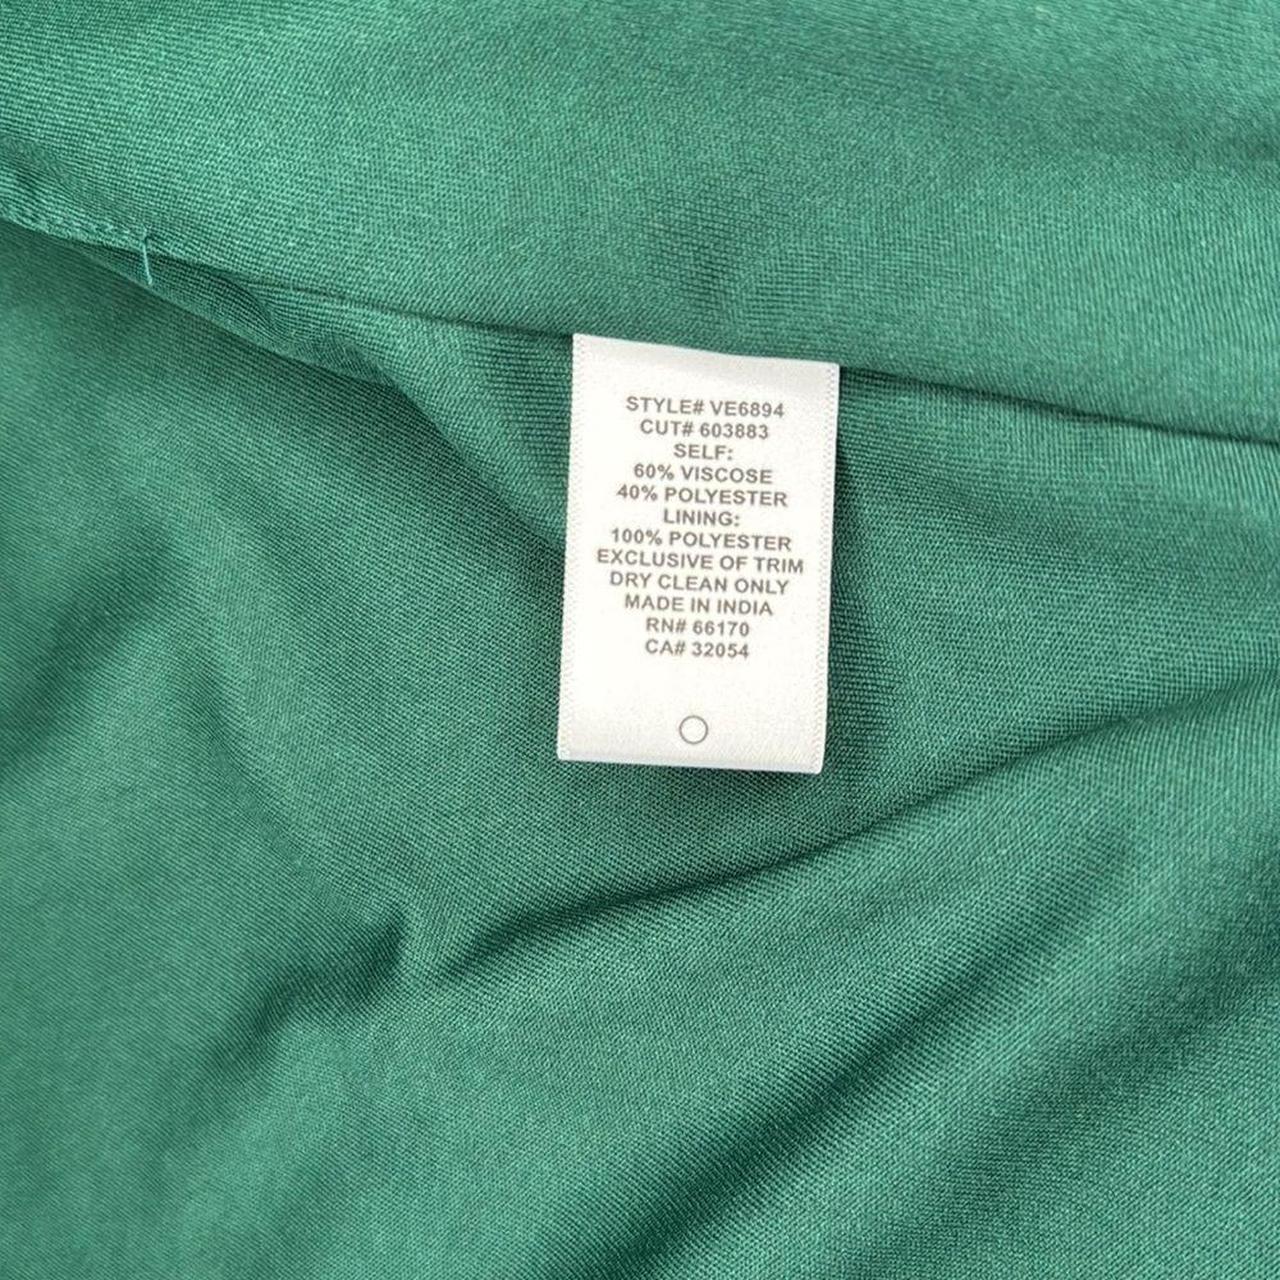 STYLE# VE6894
CUT# 603883
SELF:
60% VISCOSE
40% POLYESTER
LINING:
100% POLYESTER
EXCLUSIVE OF TRIM
DRY CLEAN ONLY
MADE IN INDIA
RN# 66170
CA# 32054